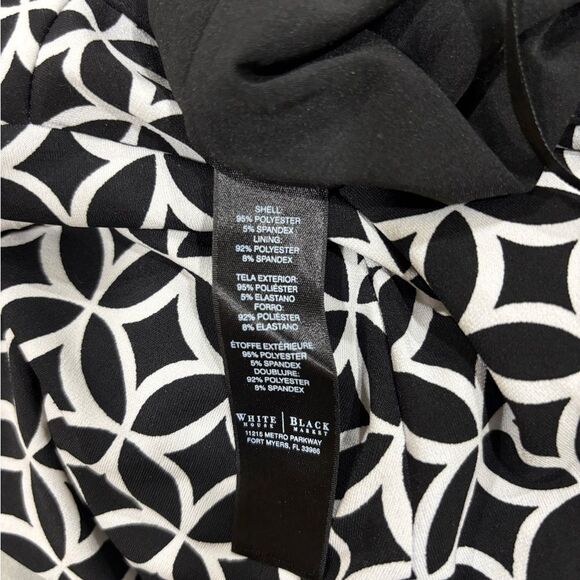 SHELL:
95% POLYESTER
5% SPANDEX
LINING:
92% POLYESTER
8% SPANDEX
TELA EXTERIOR:
95% POLIÉSTER
5% ELASTANO
FORRO:
92% POLIÉSTER
8% ELASTANO
ÉTOFFE EXTÉRIEURE
95% POLYESTER
5% SPANDEX
DOUBLURE:
92% POLYESTER
8% SPANDEX
WHITE | BLACK
HOUSE MARKET
11215 METRO PARKWAY
FORT MYERS, FL 33966